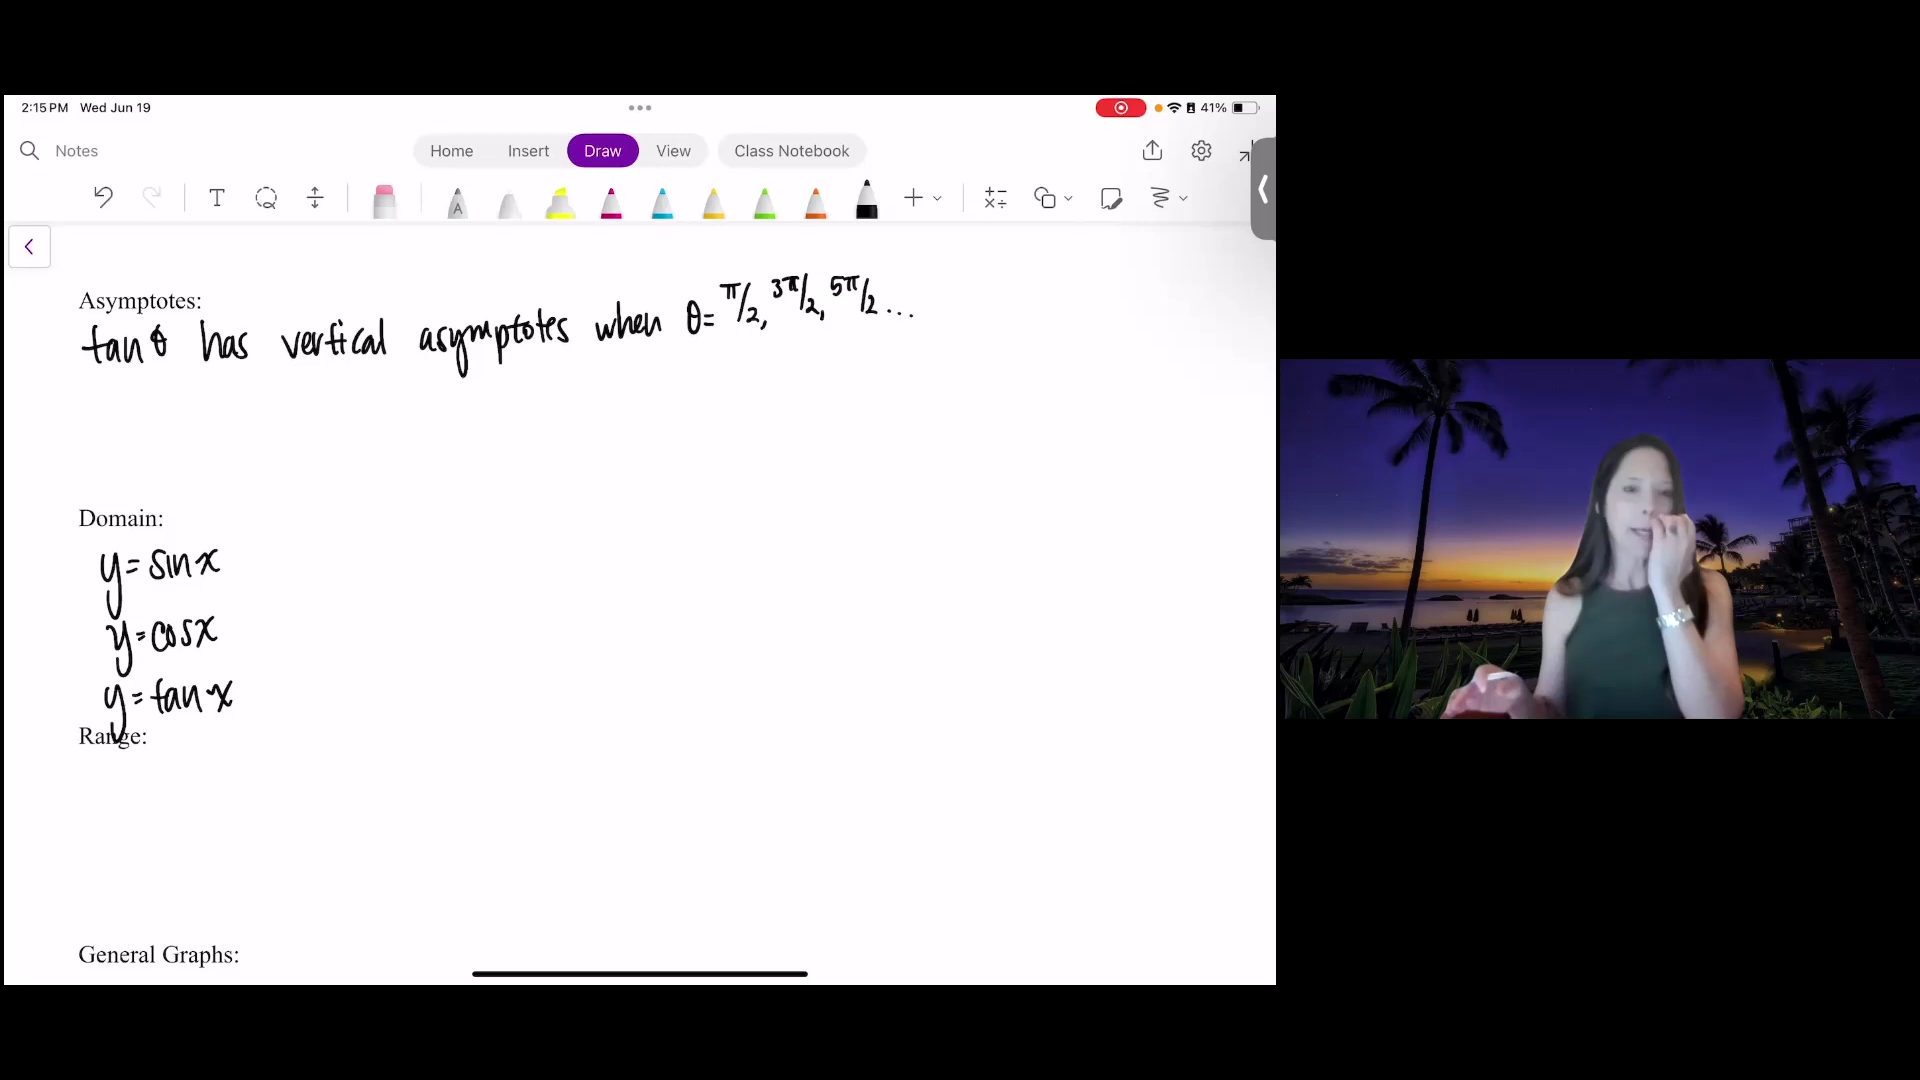 2:15 PM Wed Jun 19
41%
Notes
Home Insert Draw View Class Notebook
T
A
Asymptotes:
tan θ has vertical asymptotes when θ= π/2, 3π/2, 5π/2 ...
Domain:
y= sin x
y= cos x
y= tan x
Range:
General Graphs: